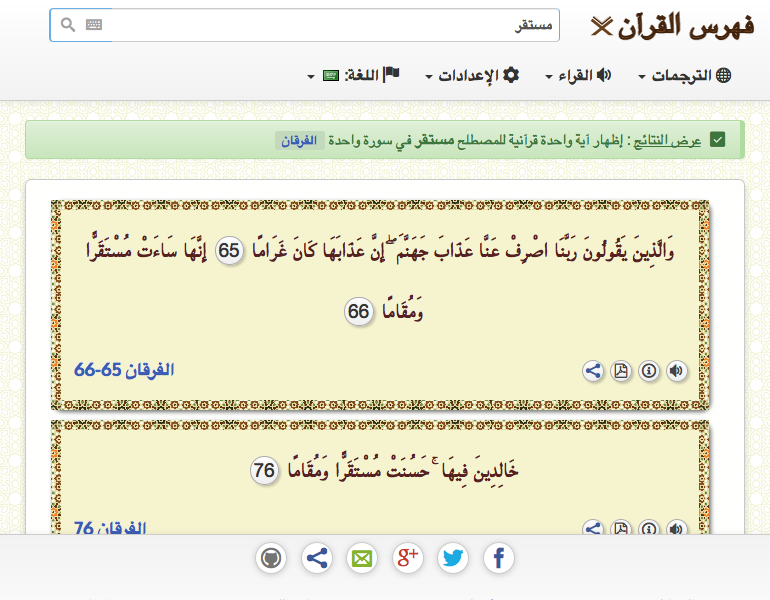 فهرس القرآن
مستقر
الترجمات
القراء
الإعدادات
اللغة:
عرض النتائج : إظهار آية واحدة قرآنية للمصطلح مستقر في سورة واحدة الفرقان
وَالَّذِينَ يَقُولُونَ رَبَّنَا اصْرِفْ عَنَّا عَذَابَ جَهَنَّمَ ۖ إِنَّ عَذَابَهَا كَانَ غَرَامًا 65 إِنَّهَا سَاءَتْ مُسْتَقَرًّا
وَمُقَامًا 66
الفرقان 65-66
خَالِدِينَ فِيهَا ۚ حَسُنَتْ مُسْتَقَرًّا وَمُقَامًا 76
الفرقان 76